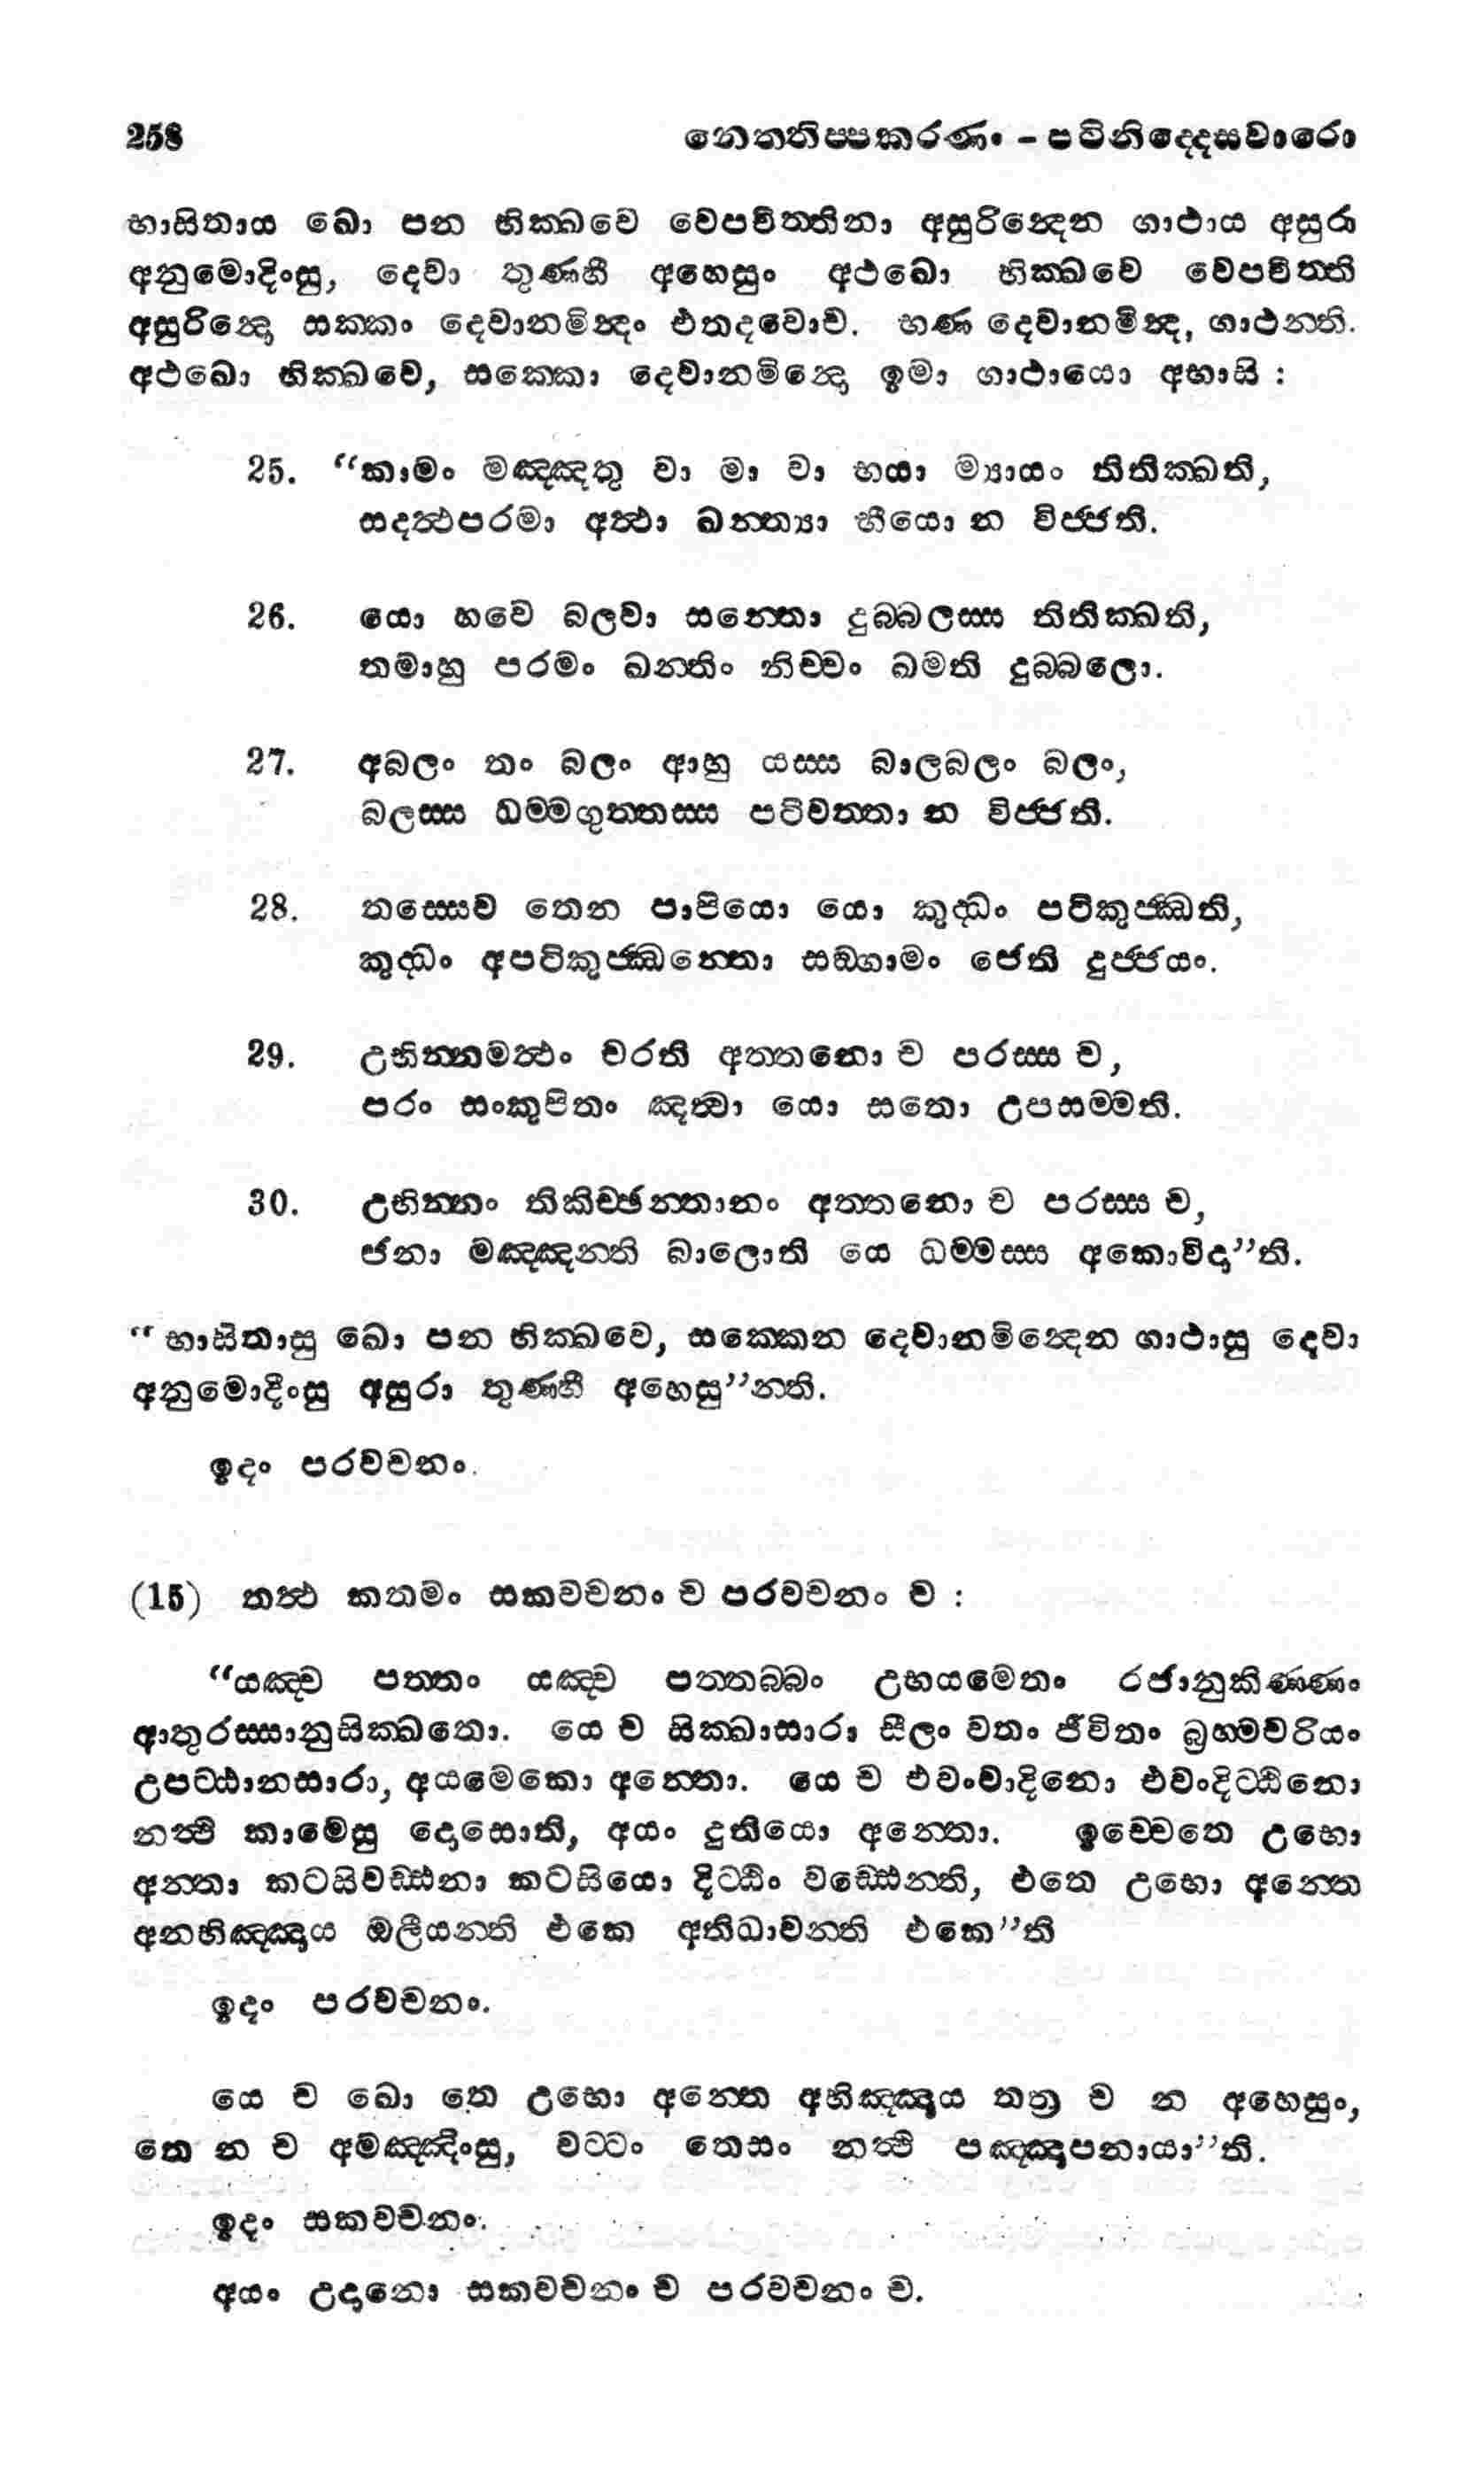 258 නෙත්තිප්පකරණං - පටිනිද්දෙසවාරො
භාසිතාය ඛො පන භික්ඛවෙ වෙපචිත්තිනා අසුරින්දෙන ගාථාය අසුරා
අනුමොදිංසු, දෙවා තුණ්හී අහෙසුං අථඛො භික්ඛවෙ වෙපචිත්ති
අසුරින්දො සක්කං දෙවානමින්දං එතදවොච. භණ දෙවානමින්ද, ගාථන්ති.
අථඛො භික්ඛවෙ, සක්කො දෙවානමින්දො ඉමා ගාථායො අභාසි :
25. “කාමං මඤ්ඤතු වා මා වා භයා ම්‍යායං තිතික්ඛති,
සදත්ථපරමා අත්ථා ඛන්ත්‍යා භීයො න විජ්ජති.
26. යො හවෙ බලවා සන්තො දුබ්බලස්ස තිතික්ඛති,
තමාහු පරමං ඛන්තිං නිච්චං ඛමති දුබ්බලො.
27. අබලං තං බලං ආහු යස්ස බාලබලං බලං,
බලස්ස ධම්මගුත්තස්ස පටිවත්තා න විජ්ජති.
28. තස්සෙව තෙන පාපියො යො කුද්ධං පටිකුජ්ඣති,
කුද්ධං අපටිකුජ්ඣන්තො සඞ්ගාමං ජෙති දුජ්ජයං.
29. උභින්නමත්ථං චරති අත්තනො ච පරස්ස ච,
පරං සංකුපිතං ඤත්වා යො සතො උපසම්මති.
30. උභින්නං තිකිච්ඡන්තානං අත්තනො ච පරස්ස ච,
ජනා මඤ්ඤන්ති බාලොති යෙ ධම්මස්ස අකොවිදා”ති.
“භාසිතාසු ඛො පන භික්ඛවෙ, සක්කෙන දෙවානමින්දෙන ගාථාසු දෙවා
අනුමොදිංසු අසුරා තුණ්හී අහෙසු”න්ති.
ඉදං පරවචනං.
(15) තත්ථ කතමං සකවචනං ච පරවචනං ච :
“යඤ්ච පත්තං යඤ්ච පත්තබ්බං උභයමෙතං රජානුකිණ්ණං
ආතුරස්සානුසික්ඛතො. යෙ ච සික්ඛාසාරා සීලං වතං ජීවිතං බ්‍රහ්මචරියං
උපට්ඨානසාරා, අයමෙකො අන්තො. යෙ ච එවංවාදිනො එවංදිට්ඨිනො
නත්ථි කාමෙසු දොසොති, අයං දුතියො අන්තො. ඉච්චෙතෙ උභො
අන්තා කටසිවඩ්ඪනා කටසියො දිට්ඨිං වඩ්ඪෙන්ති, එතෙ උභො අන්තෙ
අනභිඤ්ඤාය ඔලීයන්ති එකෙ අතිධාවන්ති එකෙ”ති
ඉදං පරවචනං.
යෙ ච ඛො තෙ උභො අන්තෙ අභිඤ්ඤාය තත්‍ර ච න අහෙසුං,
තෙ න ච අමඤ්ඤිංසු, වට්ටං තෙසං නත්ථි පඤ්ඤාපනායා”ති.
ඉදං සකවචනං.
අයං උදානො සකවචනං ච පරවචනං ච.